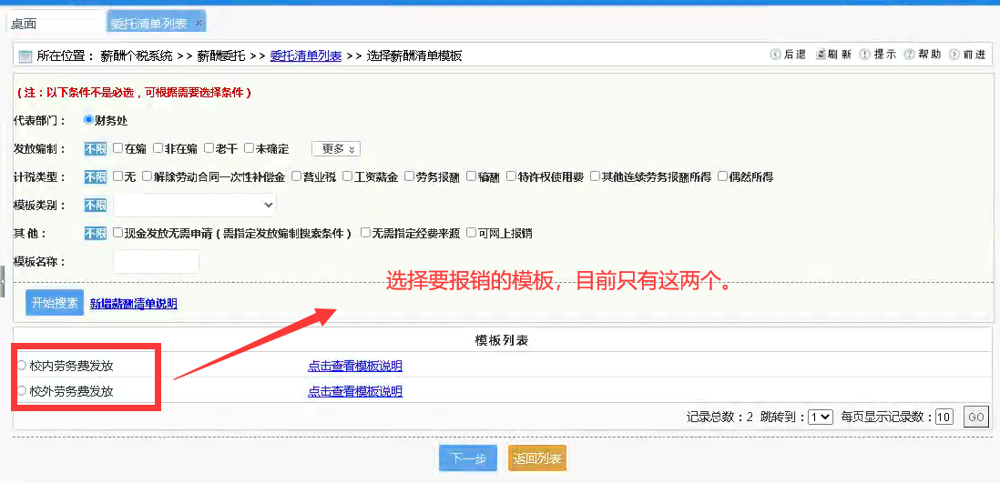 桌面 委托清单列表 ×
所在位置： 薪酬个税系统 >> 薪酬委托 >> 委托清单列表 >> 选择薪酬清单模板 后退 刷新 提示 帮助 前进
（注：以下条件不是必选，可根据需要选择条件）
代表部门： 财务处
发放编制： 不限 在编 非在编 老干 未确定 更多
计税类型： 不限 无 解除劳动合同一次性补偿金 营业税 工资薪金 劳务报酬 稿酬 特许权使用费 其他连续劳务报酬所得 偶然所得
模板类别： 不限
其 他： 不限 现金发放无需申请（需指定发放编制搜索条件） 无需指定经费来源 可网上报销
模板名称：
选择要报销的模板，目前只有这两个。
开始搜索 新增薪酬清单说明
模板列表
校内劳务费发放 点击查看模板说明
校外劳务费发放 点击查看模板说明
记录总数：2 跳转到：1 每页显示记录数：10 GO
下一步 返回列表